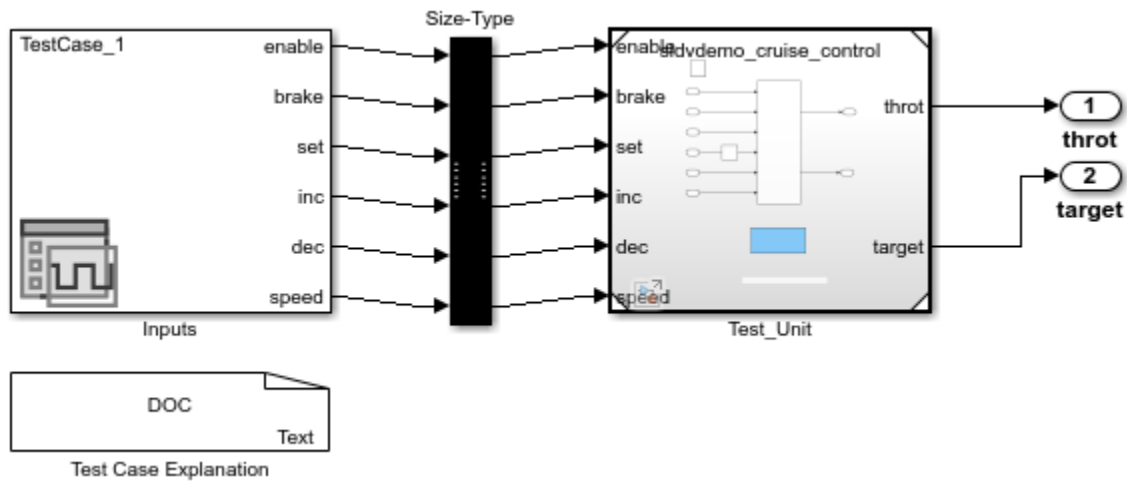 Size-Type
TestCase_1
enable
brake
set
inc
dec
speed
Inputs
enable
sldvdemo_cruise_control
brake
set
inc
dec
speed
throt
target
Test_Unit
1
throt
2
target
DOC
Text
Test Case Explanation